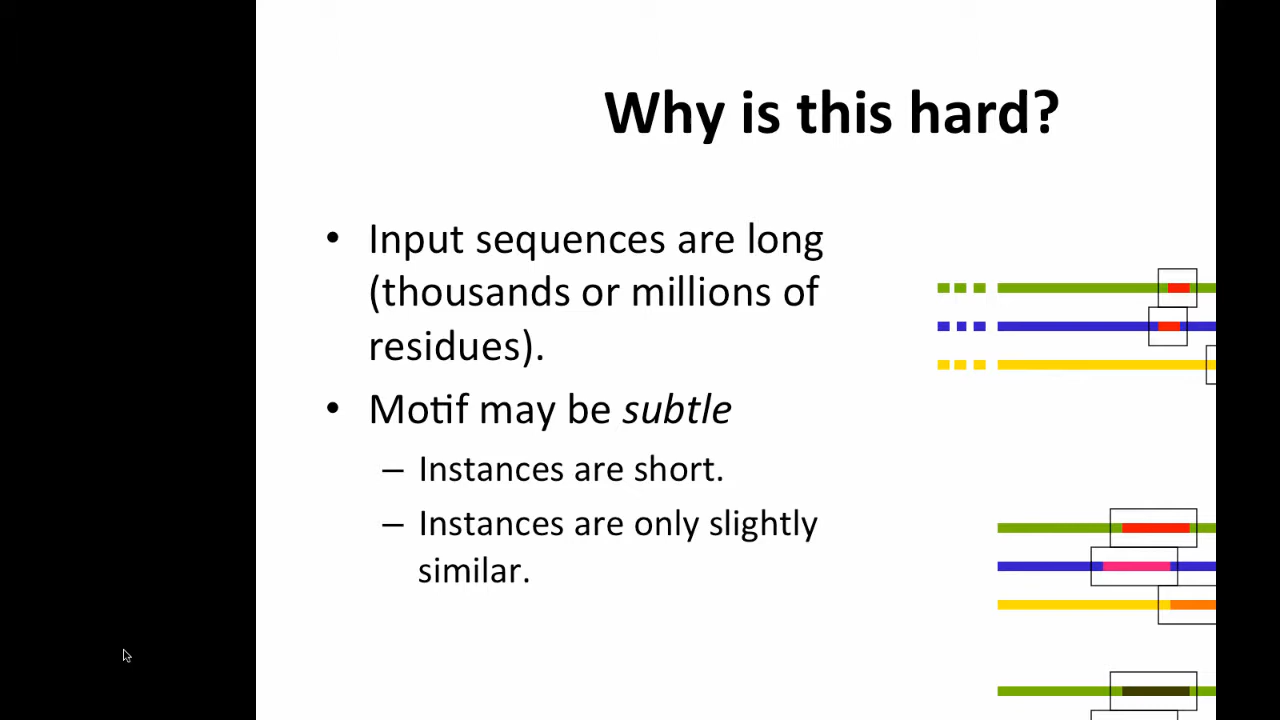 Why is this hard?
• Input sequences are long
(thousands or millions of
residues).
• Motif may be subtle
– Instances are short.
– Instances are only slightly
similar.